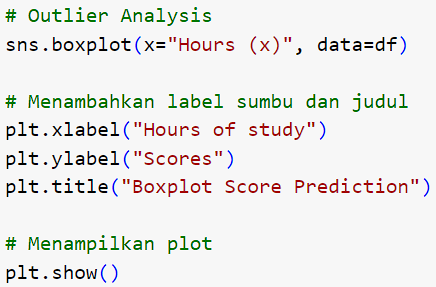 # Outlier Analysis
sns.boxplot(x="Hours (x)", data=df)
# Menambahkan label sumbu dan judul
plt.xlabel("Hours of study")
plt.ylabel("Scores")
plt.title("Boxplot Score Prediction")
# Menampilkan plot
plt.show()